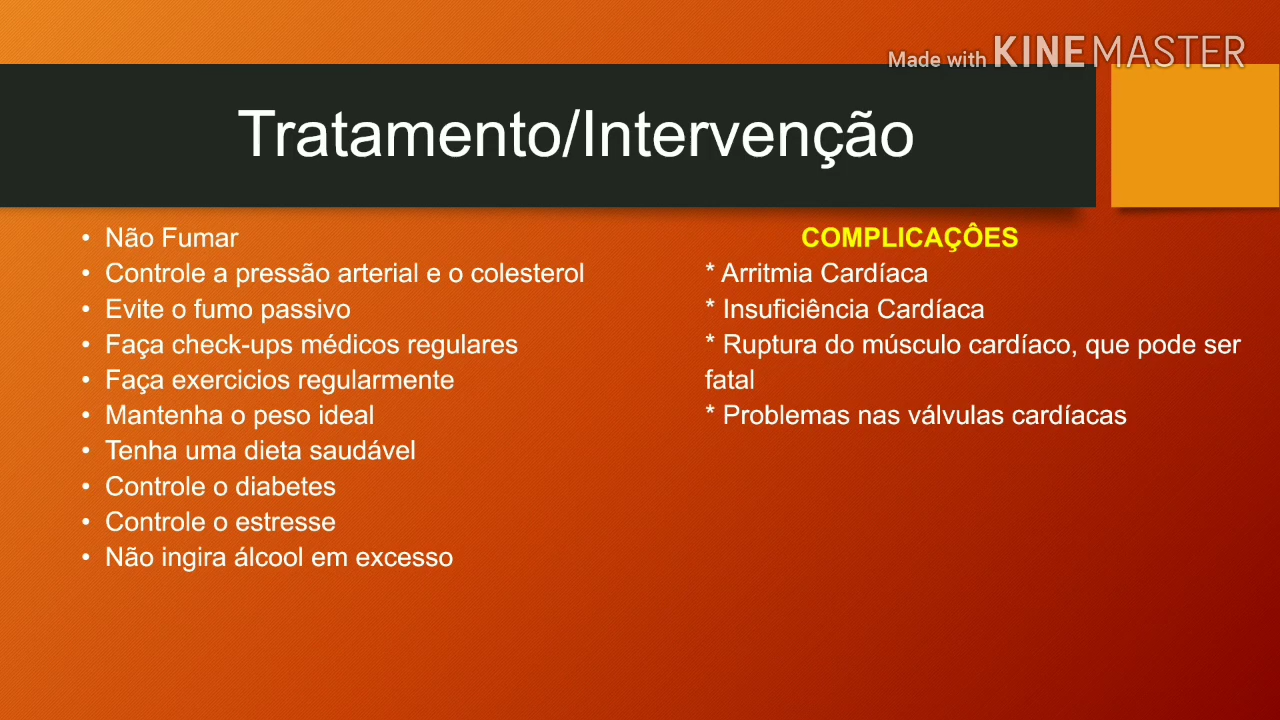 Made with KINEMASTER
Tratamento/Intervenção
• Não Fumar
• Controle a pressão arterial e o colesterol
• Evite o fumo passivo
• Faça check-ups médicos regulares
• Faça exercicios regularmente
• Mantenha o peso ideal
• Tenha uma dieta saudável
• Controle o diabetes
• Controle o estresse
• Não ingira álcool em excesso
COMPLICAÇÔES
* Arritmia Cardíaca
* Insuficiência Cardíaca
* Ruptura do músculo cardíaco, que pode ser
fatal
* Problemas nas válvulas cardíacas